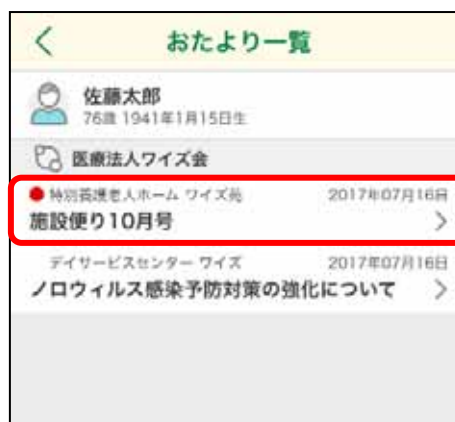 おたより一覧
佐藤太郎
76歳 1941年1月15日生
医療法人ワイズ会
特別養護老人ホーム ワイズ苑 2017年07月16日
施設便り10月号
デイサービスセンター ワイズ 2017年07月16日
ノロウィルス感染予防対策の強化について